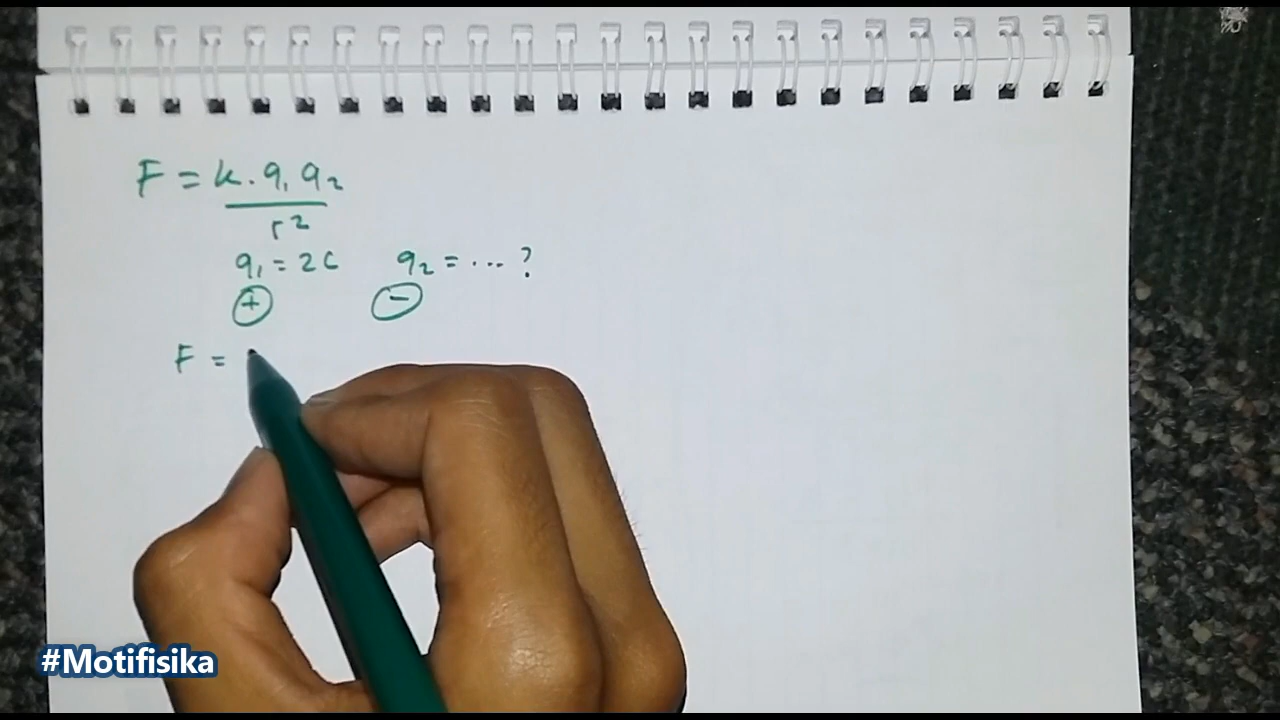 F = k . q₁ q₂
r²
q₁ = 2C q₂ = ... ?
+ −
F =
#Motifisika